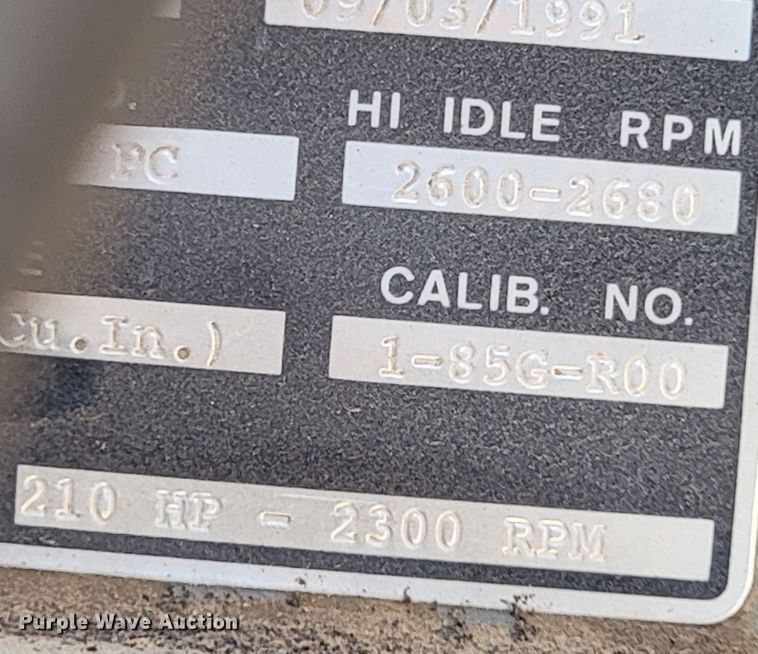 09/03/1991
HI IDLE RPM
PC 2600-2680
CALIB. NO.
Cu.In.) 1-85G-R00
210 HP - 2300 RPM
Purple Wave Auction